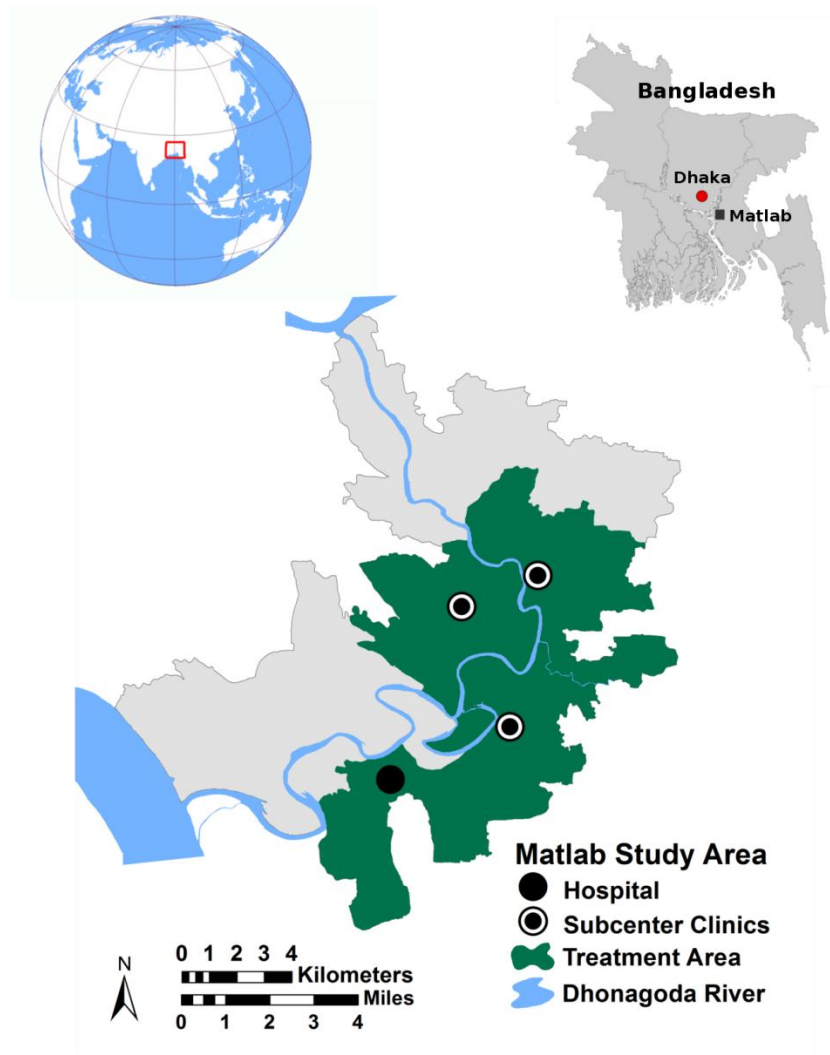 Bangladesh
Dhaka
Matlab
Matlab Study Area
Hospital
Subcenter Clinics
Treatment Area
Dhonagoda River
N
0 1 2 3 4
Kilometers
Miles
0 1 2 3 4